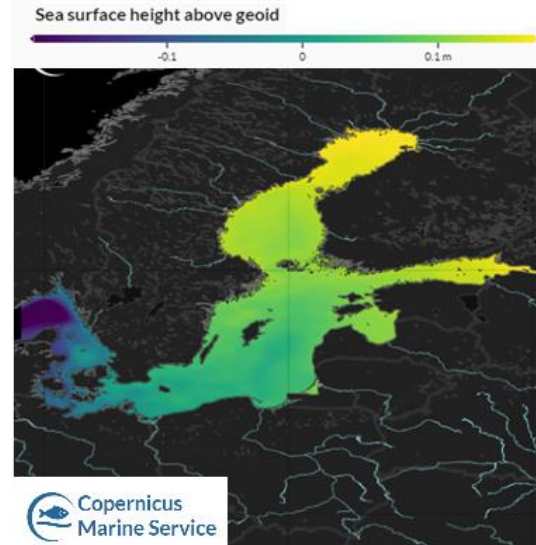 Sea surface height above geoid
-0.1 0 0.1 m
Copernicus
Marine Service